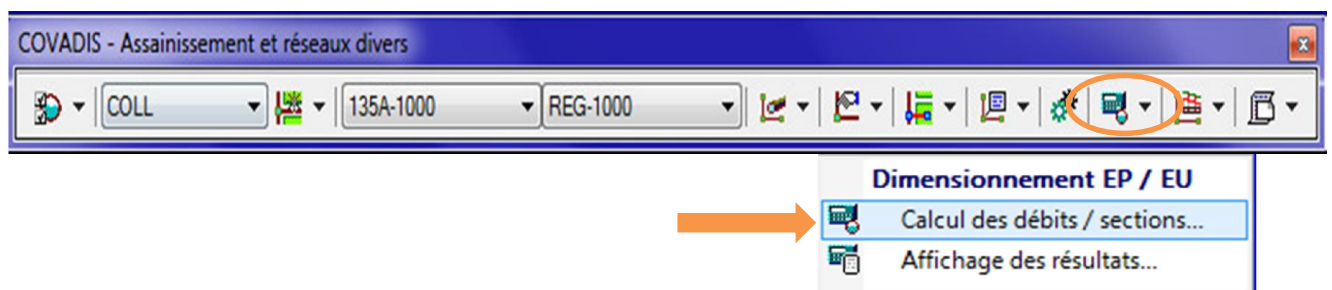 COVADIS - Assainissement et réseaux divers
COLL 135A-1000 REG-1000
Dimensionnement EP / EU
Calcul des débits / sections...
Affichage des résultats...